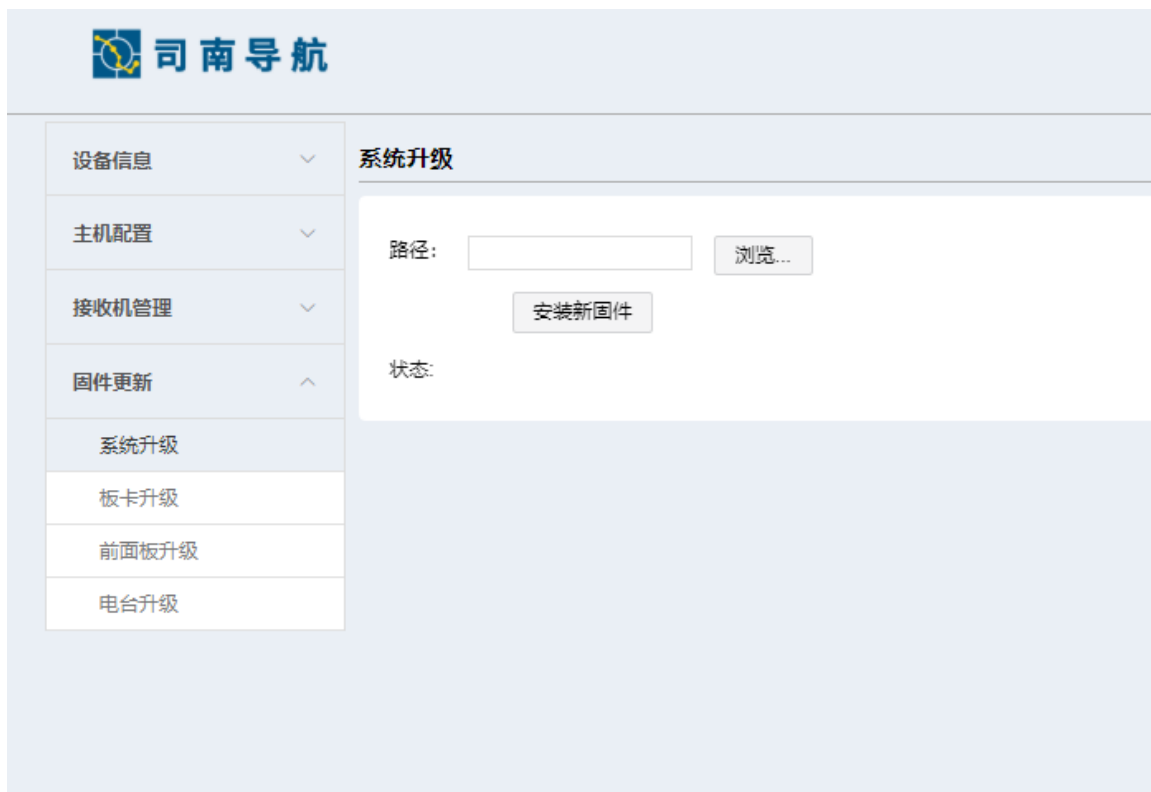 司南导航
设备信息
主机配置
接收机管理
固件更新
系统升级
板卡升级
前面板升级
电台升级
系统升级
路径：
浏览...
安装新固件
状态: